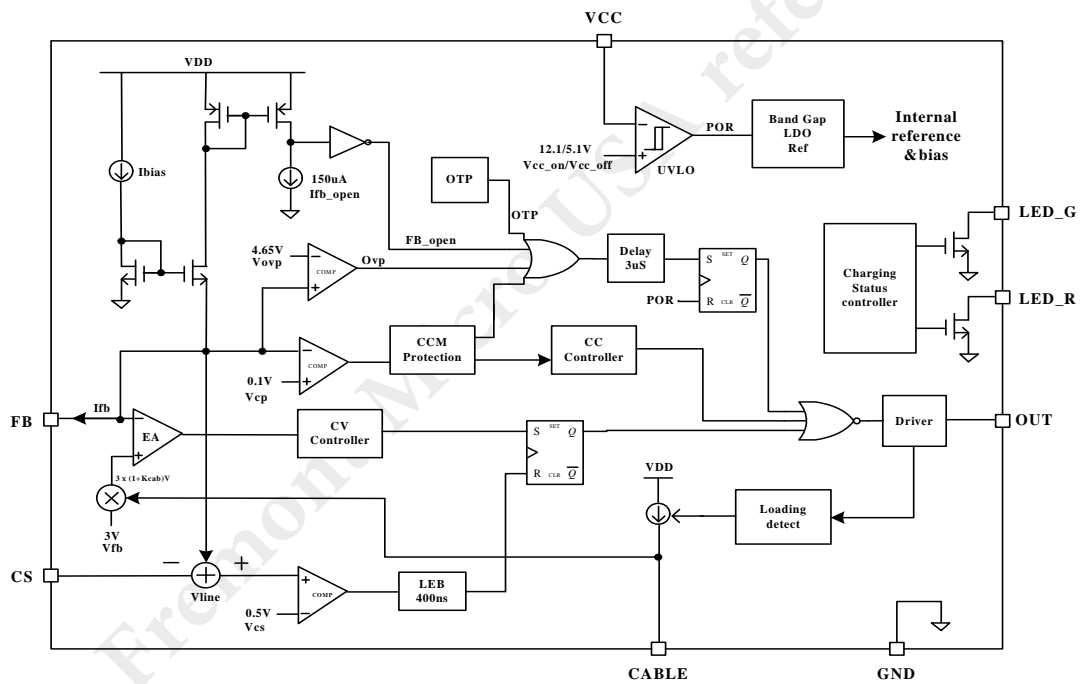 VCC
VDD
POR
Band Gap
LDO
Ref
Internal
reference
&bias
12.1/5.1V
Vcc_on/Vcc_off
UVLO
Ibias
150uA
Ifb_open
OTP
OTP
LED_G
FB_open
4.65V
Vovp
COMP
Ovp
Delay
3uS
S SET Q
R CLR Q
POR
Charging
Status
controller
LED_R
CCM
Protection
CC
Controller
COMP
0.1V
Vcp
FB
Ifb
EA
CV
Controller
S SET Q
R CLR Q
Driver
OUT
3 x (1+Kcab)V
3V
Vfb
VDD
Loading
detect
CS
Vline
COMP
LEB
400ns
0.5V
Vcs
CABLE
GND
Fremont Micro USA refer